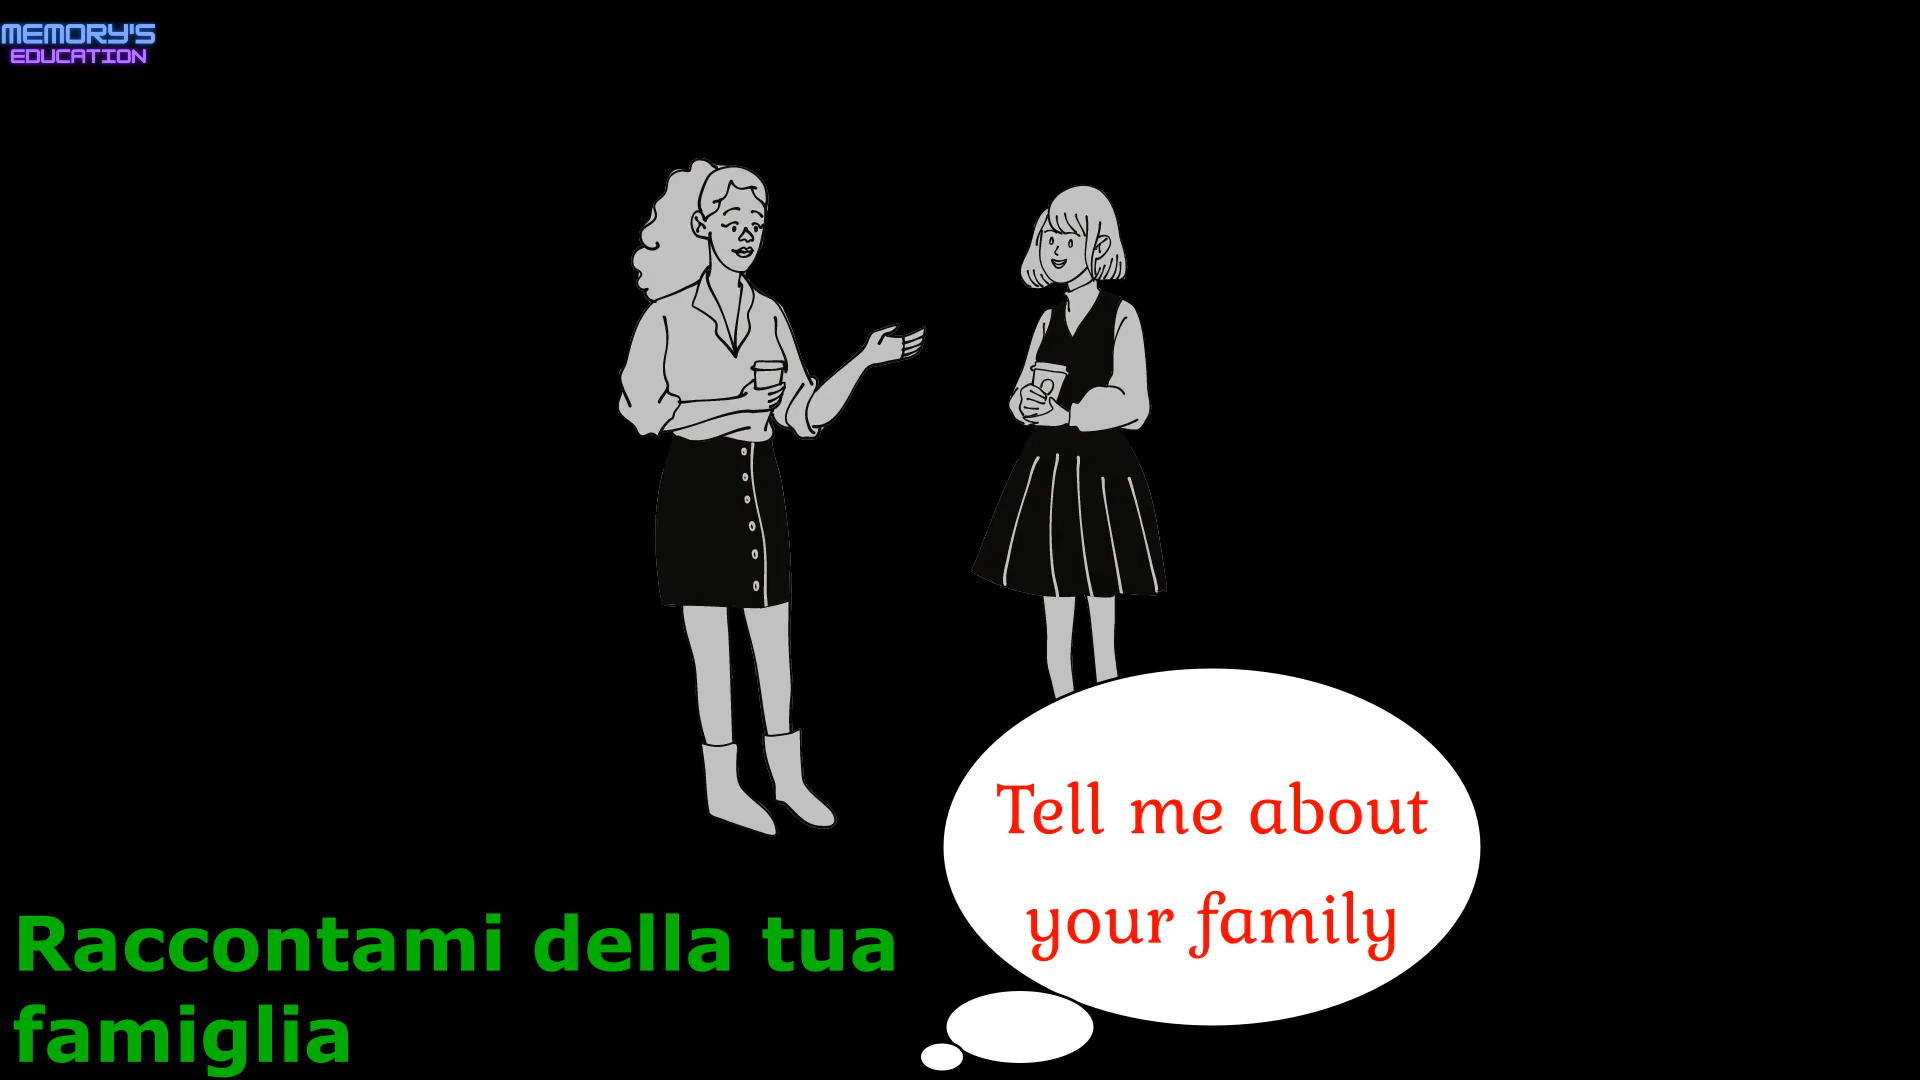 MEMORY'S
EDUCATION
Tell me about
your family
Raccontami della tua
famiglia